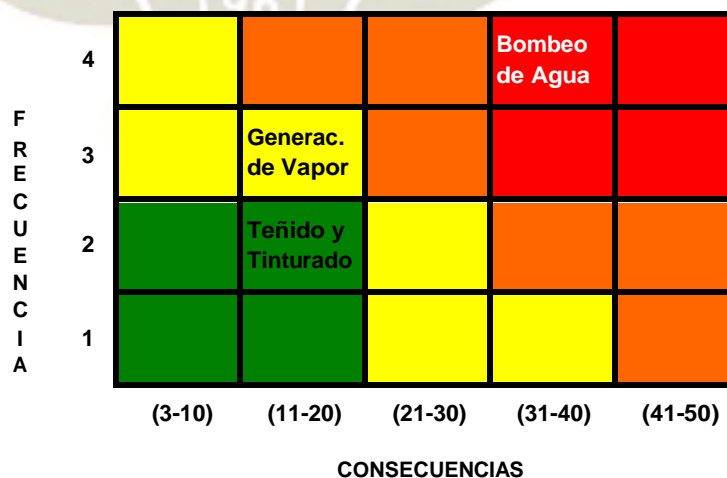 4
Bombeo
de Agua
FRECUENCIA
3
Generac.
de Vapor
2
Teñido y
Tinturado
1
(3-10) (11-20) (21-30) (31-40) (41-50)
CONSECUENCIAS